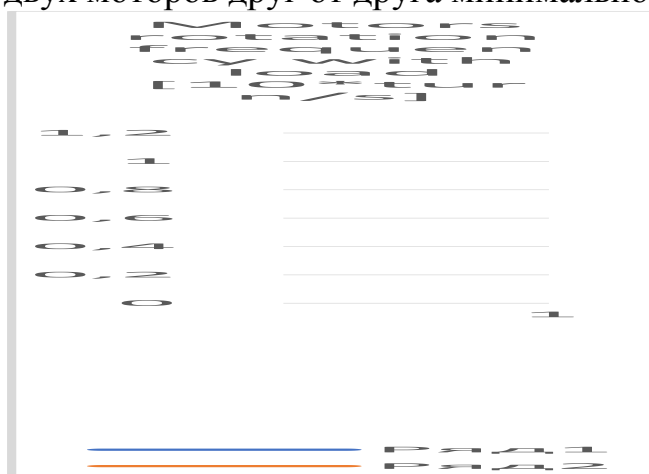 двух моторов друг от друга минимально
Motors
rotation
frequen
cy with
load
[10*tur
n/s]
1,2
1
0,8
0,6
0,4
0,2
0
1
Ряд1
Ряд2